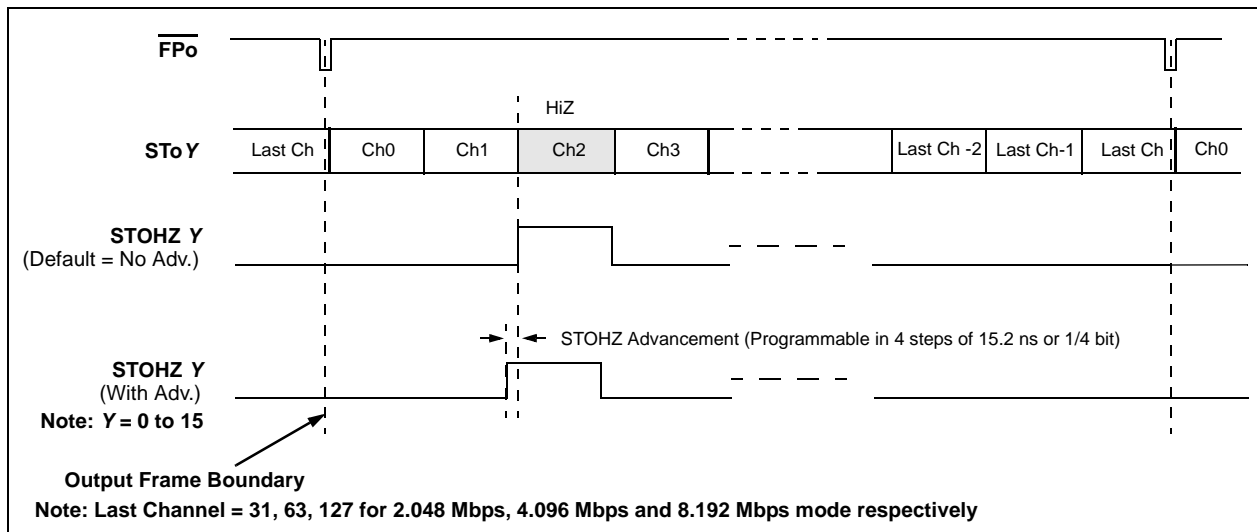 FPo
HiZ
SToY
Last Ch
Ch0
Ch1
Ch2
Ch3
Last Ch -2
Last Ch-1
Last Ch
Ch0
STOHZ Y
(Default = No Adv.)
STOHZ Advancement (Programmable in 4 steps of 15.2 ns or 1/4 bit)
STOHZ Y
(With Adv.)
Note: Y = 0 to 15
Output Frame Boundary
Note: Last Channel = 31, 63, 127 for 2.048 Mbps, 4.096 Mbps and 8.192 Mbps mode respectively